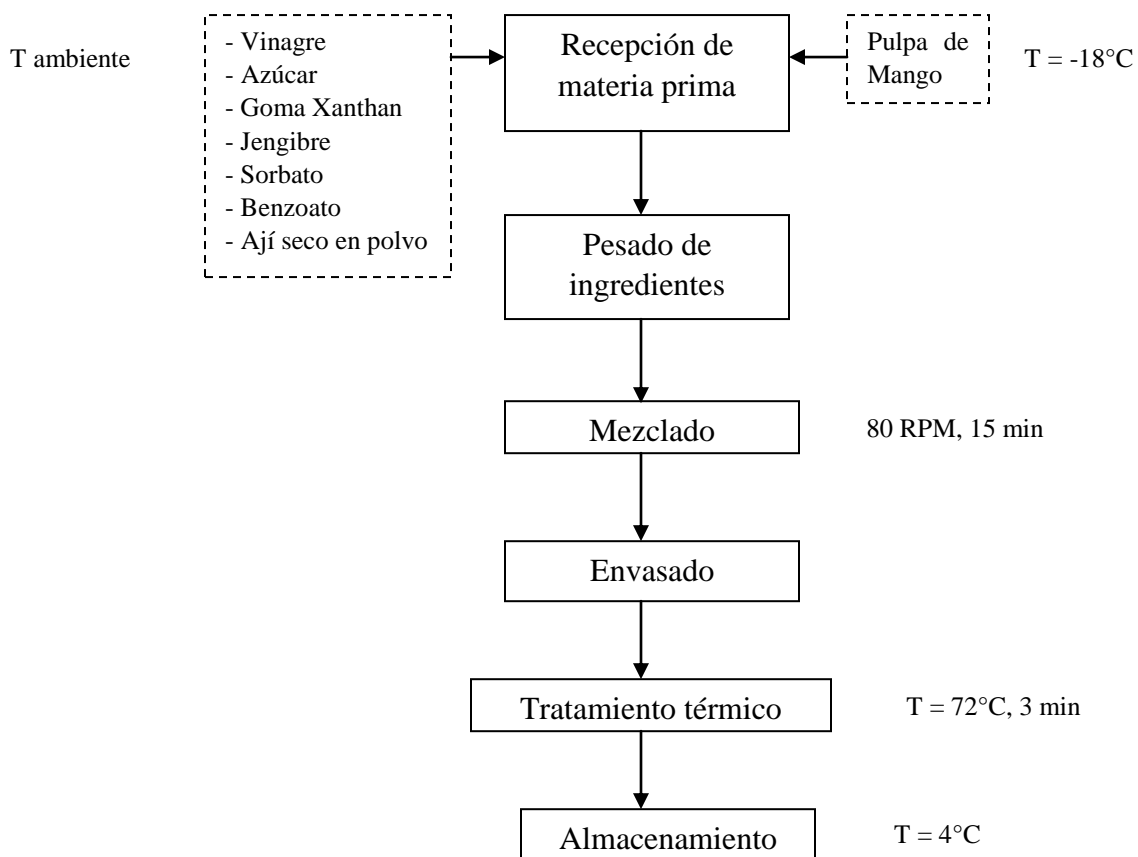 T ambiente
- Vinagre
- Azúcar
- Goma Xanthan
- Jengibre
- Sorbato
- Benzoato
- Ají seco en polvo
Recepción de
materia prima
Pulpa de
Mango
T = -18°C
Pesado de
ingredientes
Mezclado
80 RPM, 15 min
Envasado
Tratamiento térmico
T = 72°C, 3 min
Almacenamiento
T = 4°C